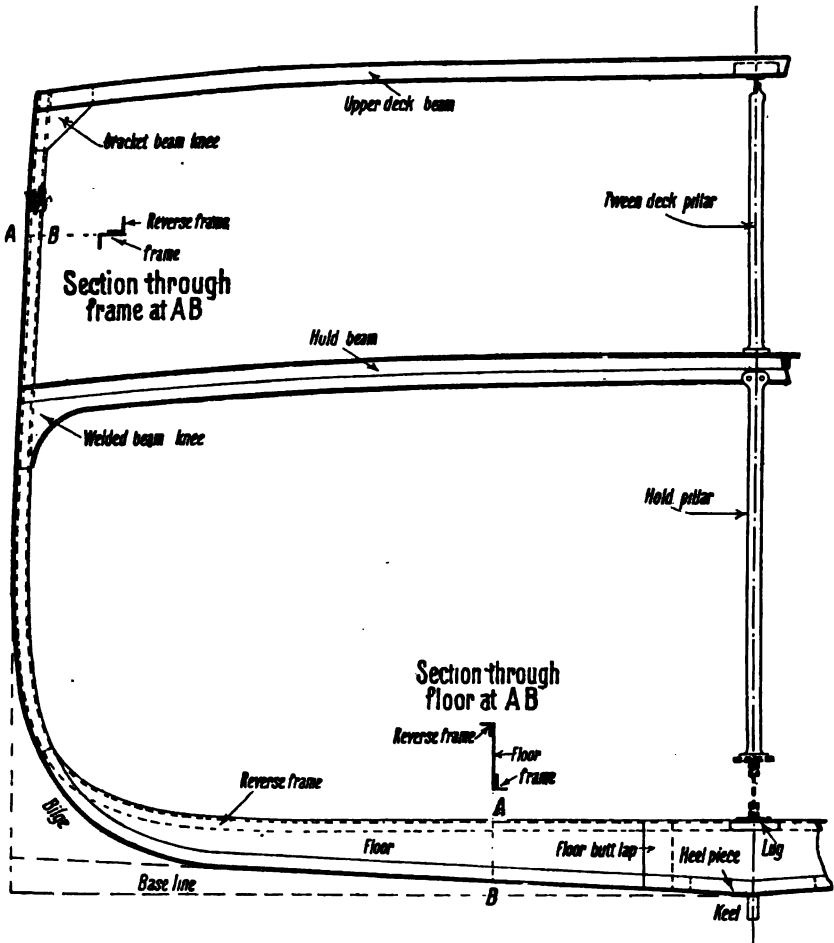 Upper deck beam
Bracket beam knee
Tween deck pillar
A B
Reverse frame
frame
Section through
frame at AB
Huld beam
Welded beam knee
Hold pillar
Section through
floor at AB
Reverse frame
Floor
frame
A
Reverse frame
Bilge
Floor
Floor butt lap
Heel piece
Lug
Base line
B
Keel